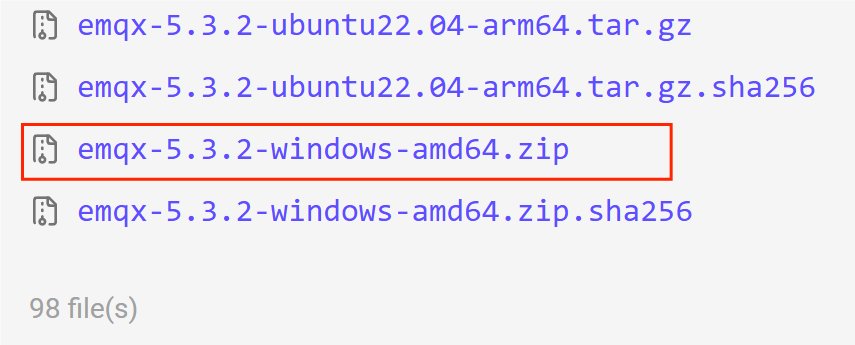 emqx-5.3.2-ubuntu22.04-arm64.tar.gz
emqx-5.3.2-ubuntu22.04-arm64.tar.gz.sha256
emqx-5.3.2-windows-amd64.zip
emqx-5.3.2-windows-amd64.zip.sha256
98 file(s)